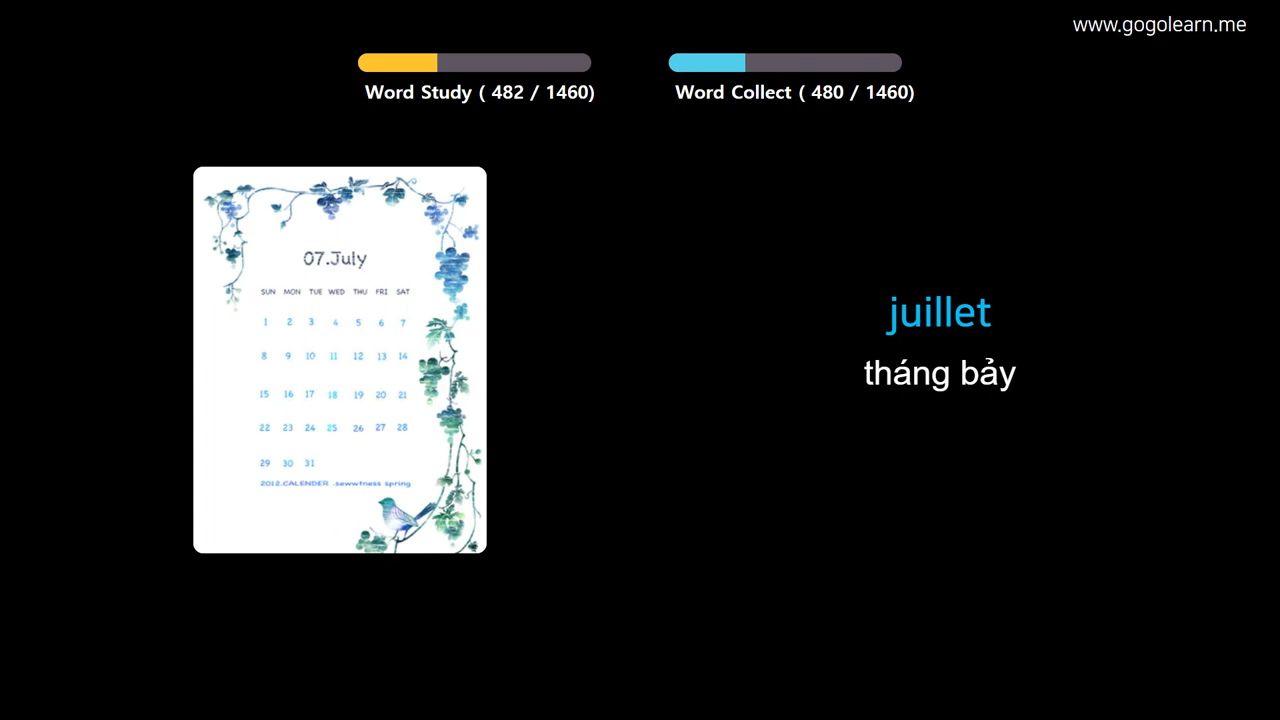 www.gogolearn.me
Word Study ( 482 / 1460)
Word Collect ( 480 / 1460)
07.July
SUN MON TUE WED THU FRI SAT
1 2 3 4 5 6 7
8 9 10 11 12 13 14
15 16 17 18 19 20 21
22 23 24 25 26 27 28
29 30 31
2012.CALENDER .sewwtness spring
juillet
tháng bảy